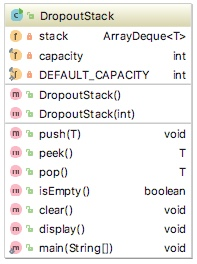 DropoutStack
stack ArrayDeque<T>
capacity int
DEFAULT_CAPACITY int
DropoutStack()
DropoutStack(int)
push(T) void
peek() T
pop() T
isEmpty() boolean
clear() void
display() void
main(String[]) void